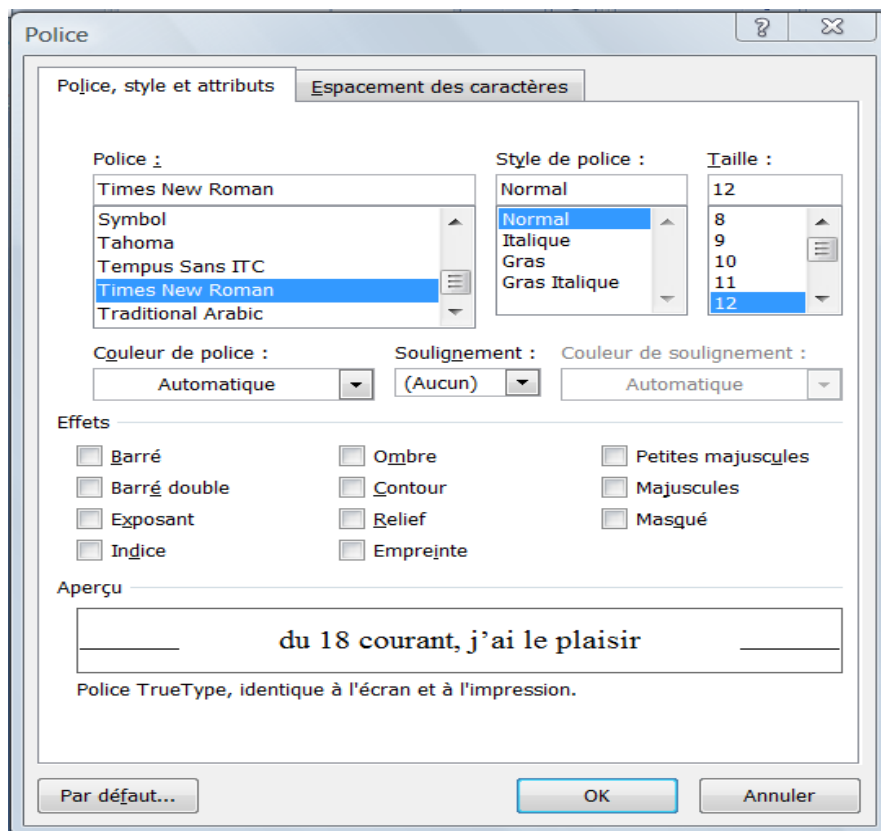 Police
Police, style et attributs
Espacement des caractères
Police :
Style de police :
Taille :
Times New Roman
Normal
12
Symbol
Tahoma
Tempus Sans ITC
Times New Roman
Traditional Arabic
Normal
Italique
Gras
Gras Italique
8
9
10
11
12
Couleur de police :
Soulignement :
Couleur de soulignement :
Automatique
(Aucun)
Automatique
Effets
Barré
Ombre
Petites majuscules
Barré double
Contour
Majuscules
Exposant
Relief
Masqué
Indice
Empreinte
Aperçu
du 18 courant, j’ai le plaisir
Police TrueType, identique à l'écran et à l'impression.
Par défaut...
OK
Annuler